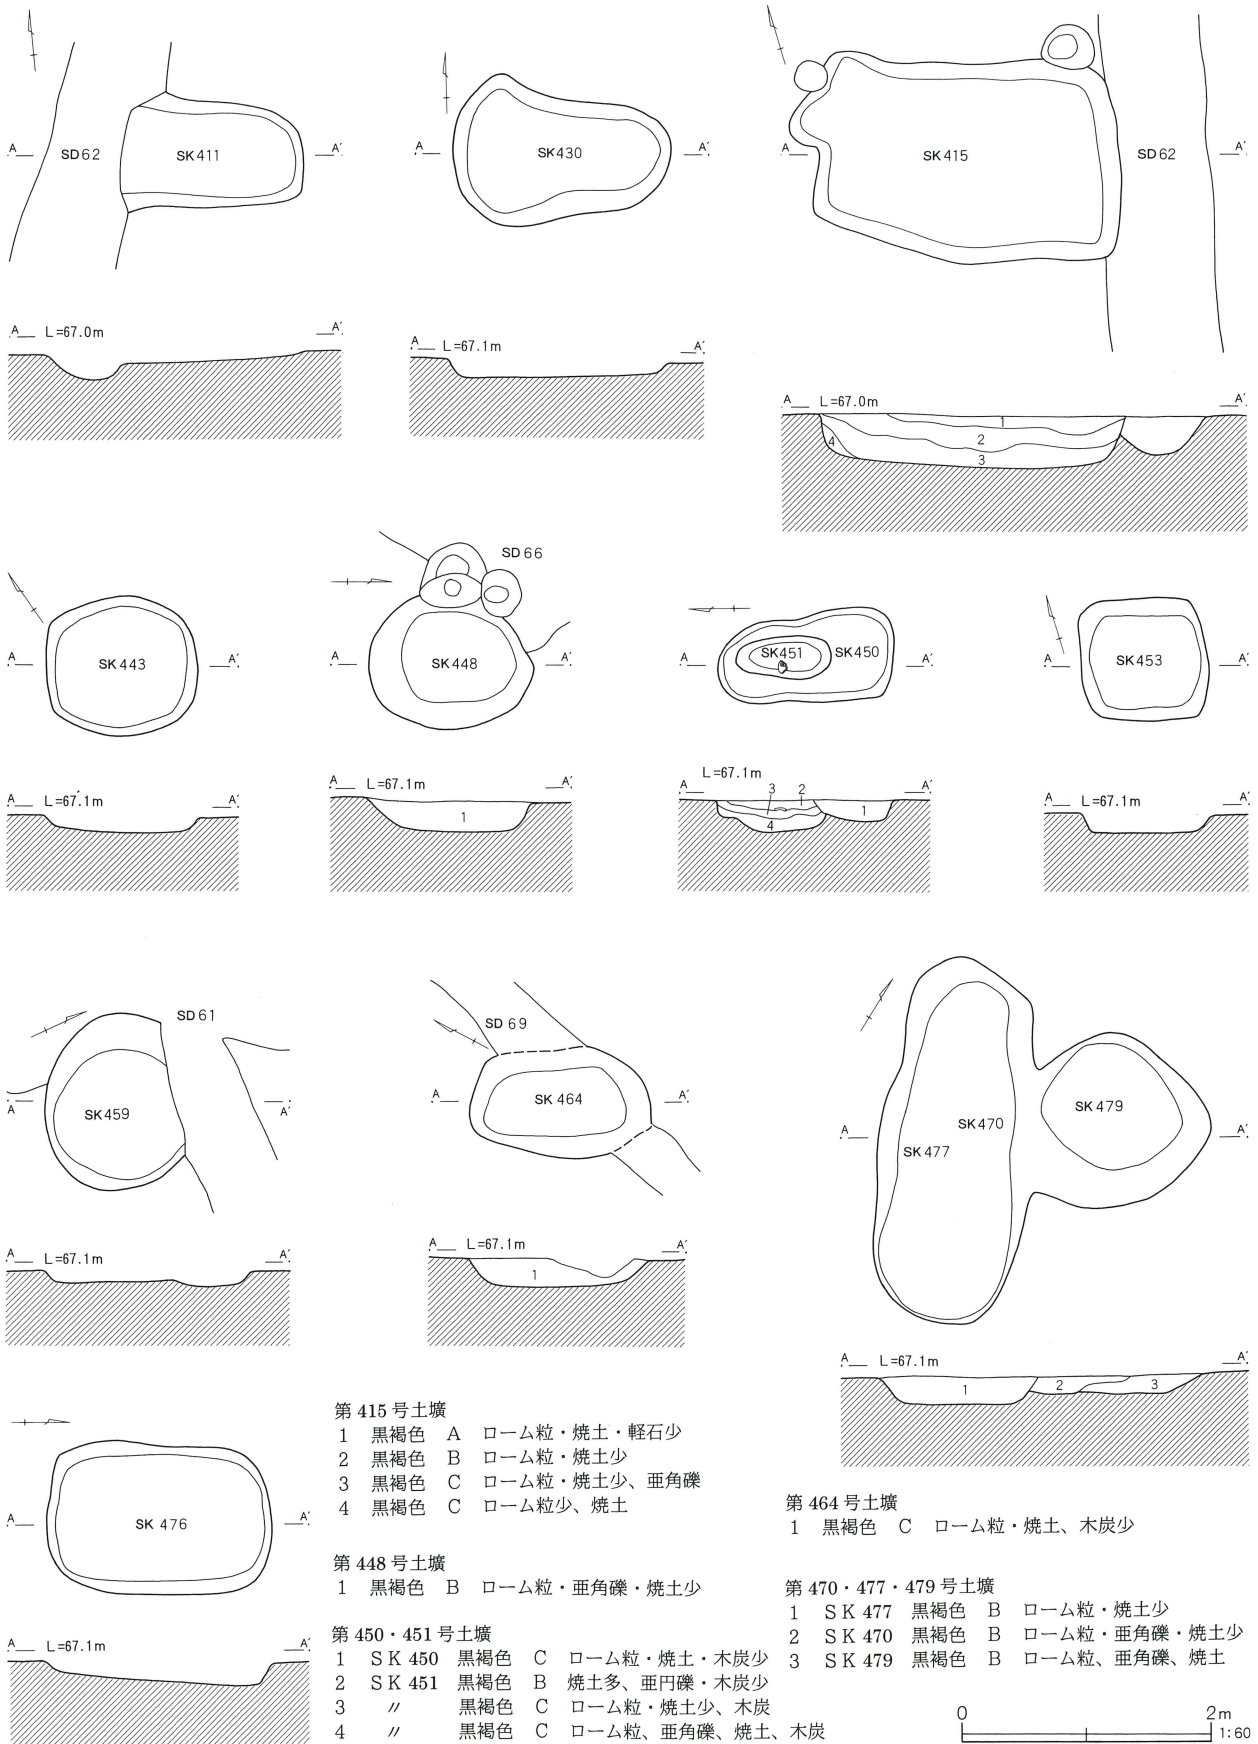 SD62
SK411
A
A'
SK430
A
A'
SK415
SD62
A
A'
A L=67.0m A'
A L=67.1m A'
A L=67.0m A'
1
2
3
4
SK443
A
A'
SD66
SK448
A
A'
SK451
SK450
A
A'
SK453
A
A'
A L=67.1m A'
A L=67.1m A'
1
A L=67.1m A'
3 2
1
4
A L=67.1m A'
SD61
SK459
A
A'
SD69
SK464
A
A'
SK470
SK477
SK479
A
A'
A L=67.1m A'
A L=67.1m A'
1
A L=67.1m A'
1
2
3
SK476
A
A'
A L=67.1m A'
第415号土壙
1 黒褐色 A ローム粒・焼土・軽石少
2 黒褐色 B ローム粒・焼土少
3 黒褐色 C ローム粒・焼土少、亜角礫
4 黒褐色 C ローム粒少、焼土
第448号土壙
1 黒褐色 B ローム粒・亜角礫・焼土少
第450・451号土壙
1 SK450 黒褐色 C ローム粒・焼土・木炭少
2 SK451 黒褐色 B 焼土多、亜円礫・木炭少
3 〃 黒褐色 C ローム粒・焼土少、木炭
4 〃 黒褐色 C ローム粒、亜角礫、焼土、木炭
第464号土壙
1 黒褐色 C ローム粒・焼土、木炭少
第470・477・479号土壙
1 SK477 黒褐色 B ローム粒・焼土少
2 SK470 黒褐色 B ローム粒・亜角礫・焼土少
3 SK479 黒褐色 B ローム粒、亜角礫、焼土
0 2m
1:60